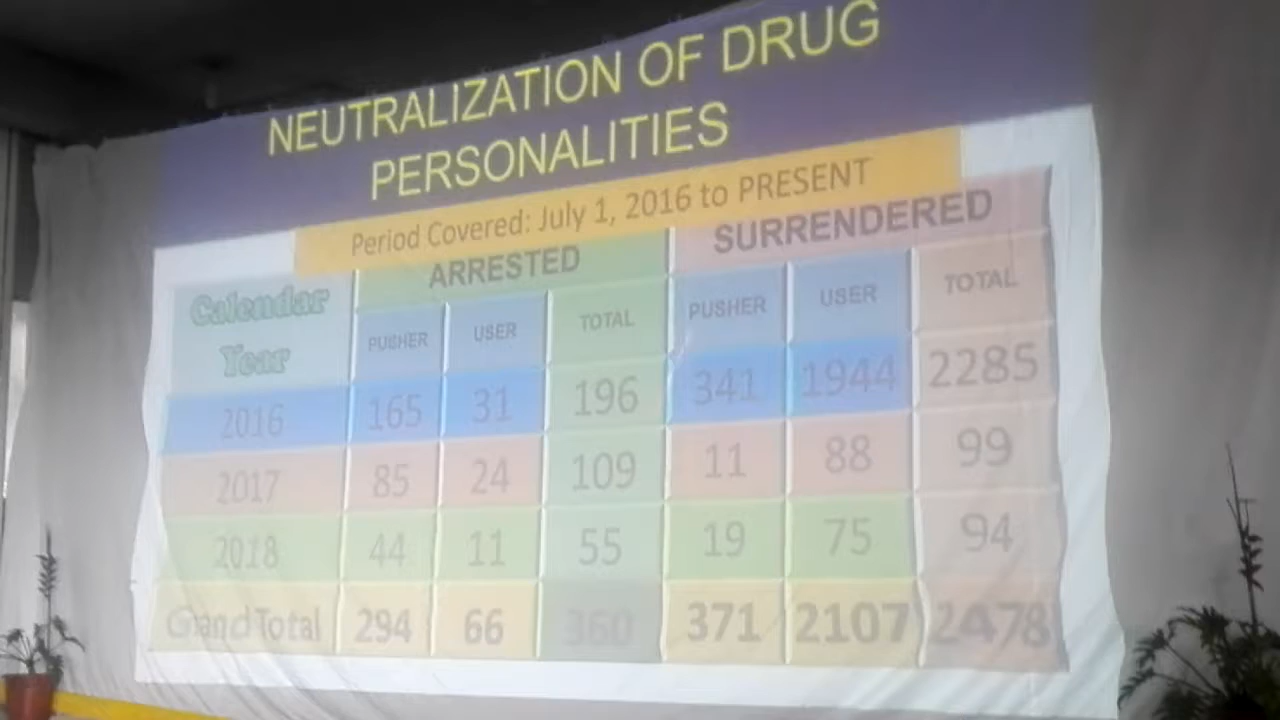 NEUTRALIZATION OF DRUG
PERSONALITIES
Period Covered: July 1, 2016 to PRESENT
Calendar Year ARRESTED SURRENDERED
PUSHER USER TOTAL PUSHER USER TOTAL
2016 165 31 196 341 1944 2285
2017 85 24 109 11 88 99
2018 44 11 55 19 75 94
Grand Total 294 66 360 371 2107 2478